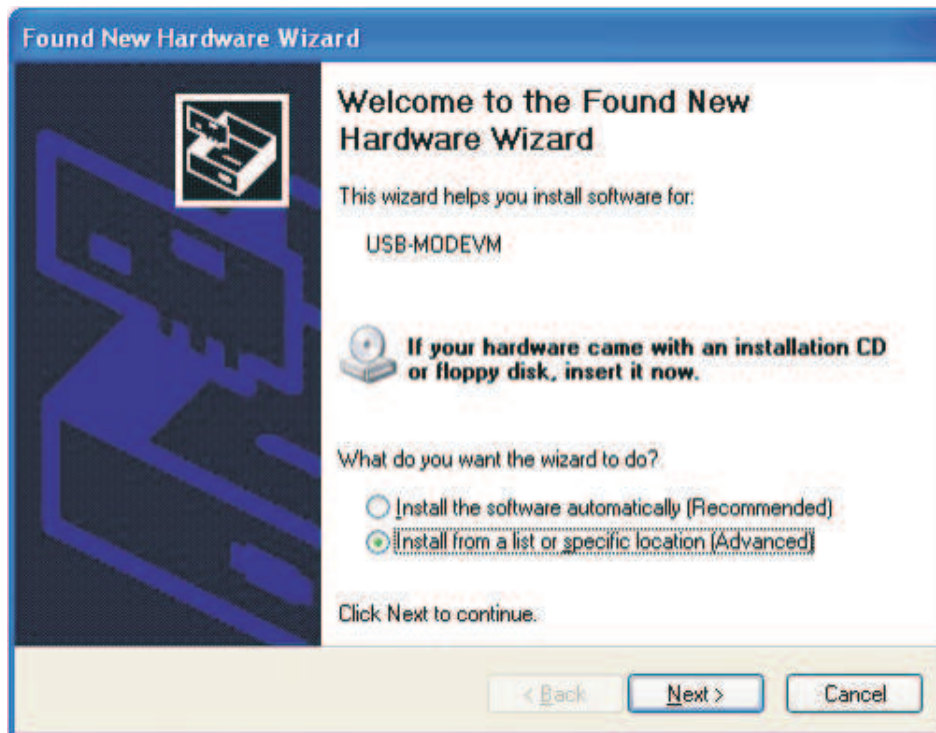 Found New Hardware Wizard
Welcome to the Found New
Hardware Wizard
This wizard helps you install software for:
USB-MODEVM
If your hardware came with an installation CD
or floppy disk, insert it now.
What do you want the wizard to do?
Install the software automatically (Recommended)
Install from a list or specific location (Advanced)
Click Next to continue.
< Back
Next >
Cancel